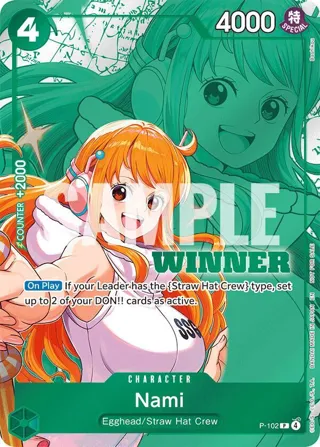 4
4000
特
SPECIAL
COUNTER +2000
SAMPLE
WINNER
On Play If your Leader has the {Straw Hat Crew} type, set
up to 2 of your DON!! cards as active.
CHARACTER
Nami
Egghead/Straw Hat Crew
P-102 P 4